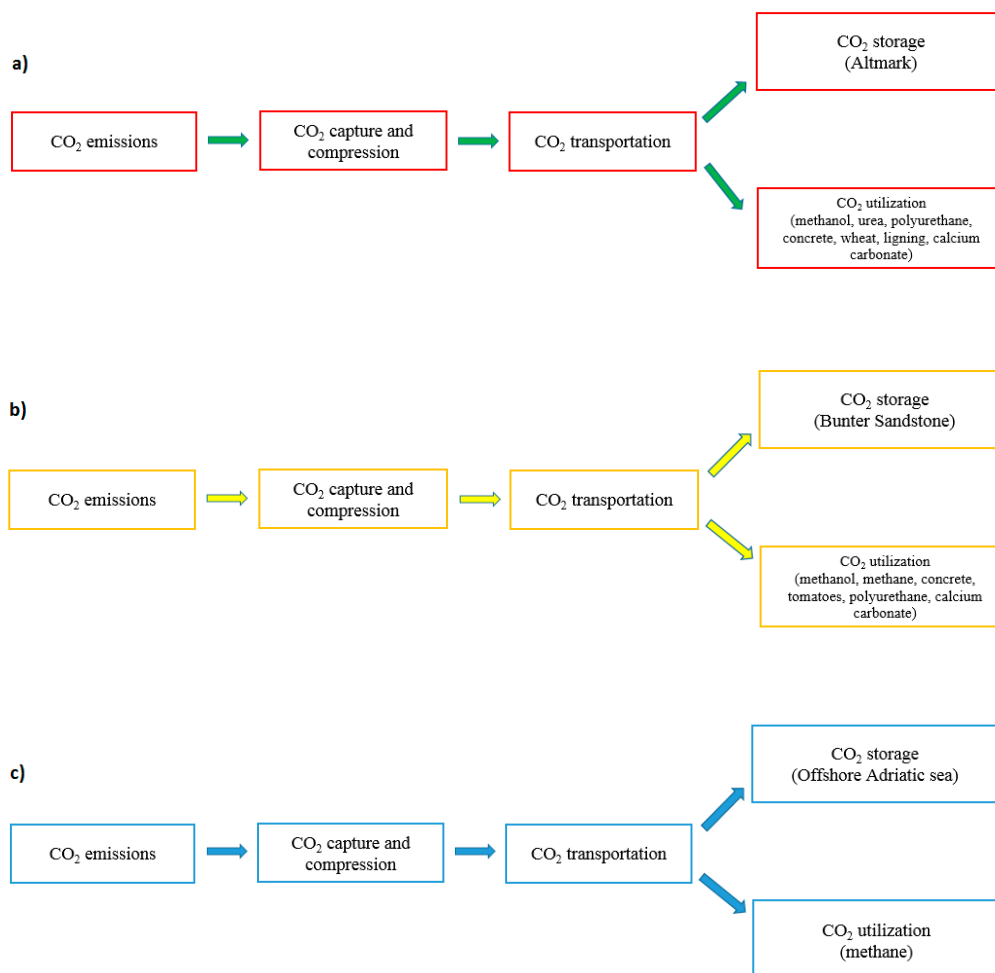 a)
CO₂ emissions
CO₂ capture and
compression
CO₂ transportation
CO₂ storage
(Altmark)
CO₂ utilization
(methanol, urea, polyurethane,
concrete, wheat, ligning, calcium
carbonate)
b)
CO₂ emissions
CO₂ capture and
compression
CO₂ transportation
CO₂ storage
(Bunter Sandstone)
CO₂ utilization
(methanol, methane, concrete,
tomatoes, polyurethane, calcium
carbonate)
c)
CO₂ emissions
CO₂ capture and
compression
CO₂ transportation
CO₂ storage
(Offshore Adriatic sea)
CO₂ utilization
(methane)